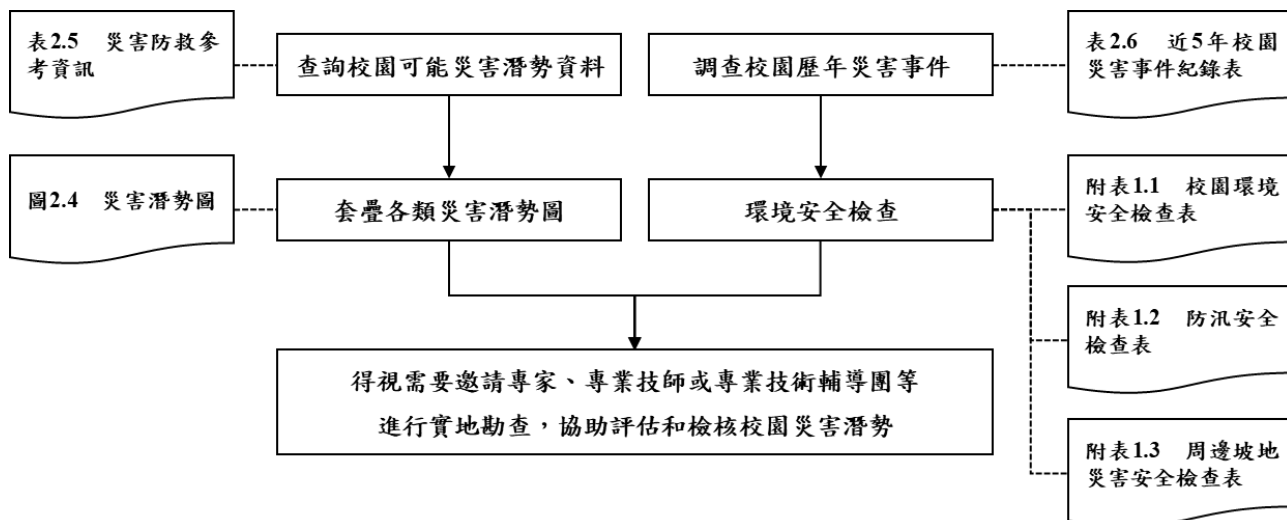 表2.5 災害防救參
考資訊
查詢校園可能災害潛勢資料
調查校園歷年災害事件
表2.6 近5年校園
災害事件紀錄表
圖2.4 災害潛勢圖
套疊各類災害潛勢圖
環境安全檢查
附表1.1 校園環境
安全檢查表
附表1.2 防汛安全
檢查表
得視需要邀請專家、專業技師或專業技術輔導團等
進行實地勘查，協助評估和檢核校園災害潛勢
附表1.3 周邊坡地
災害安全檢查表